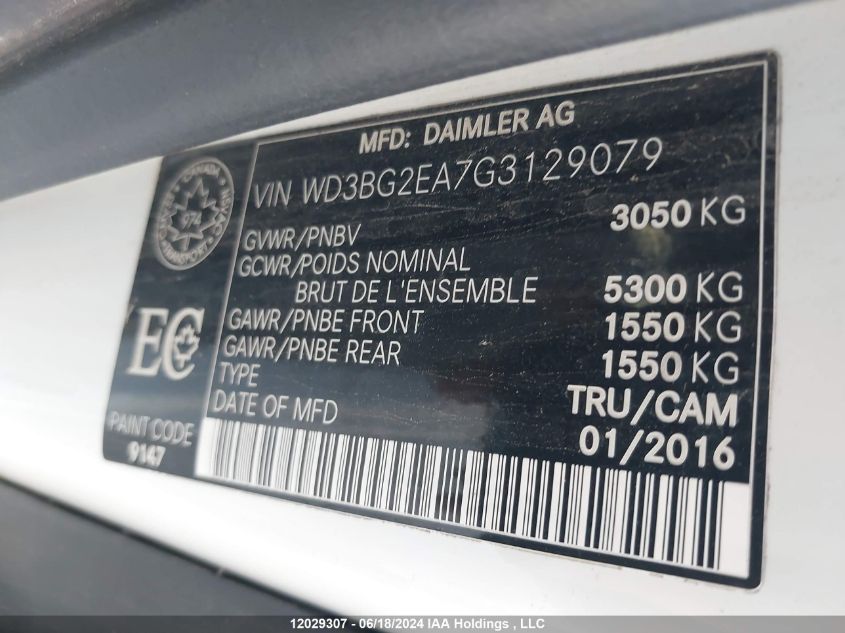 MFD: DAIMLER AG
VIN WD3BG2EA7G3129079
GVWR/PNBV 3050 KG
GCWR/POIDS NOMINAL
BRUT DE L'ENSEMBLE 5300 KG
GAWR/PNBE FRONT 1550 KG
GAWR/PNBE REAR 1550 KG
TYPE TRU/CAM
DATE OF MFD 01/2016
CANADA
TRANSPORT
EC
PAINT CODE
9147
12029307 - 06/18/2024 IAA Holdings , LLC